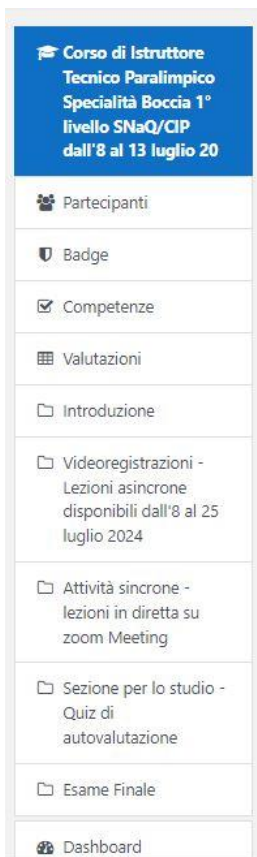 Corso di Istruttore
Tecnico Paralimpico
Specialità Boccia 1°
livello SNaQ/CIP
dall'8 al 13 luglio 20
Partecipanti
Badge
Competenze
Valutazioni
Introduzione
Videoregistrazioni -
Lezioni asincrone
disponibili dall'8 al 25
luglio 2024
Attività sincrone -
lezioni in diretta su
zoom Meeting
Sezione per lo studio -
Quiz di
autovalutazione
Esame Finale
Dashboard